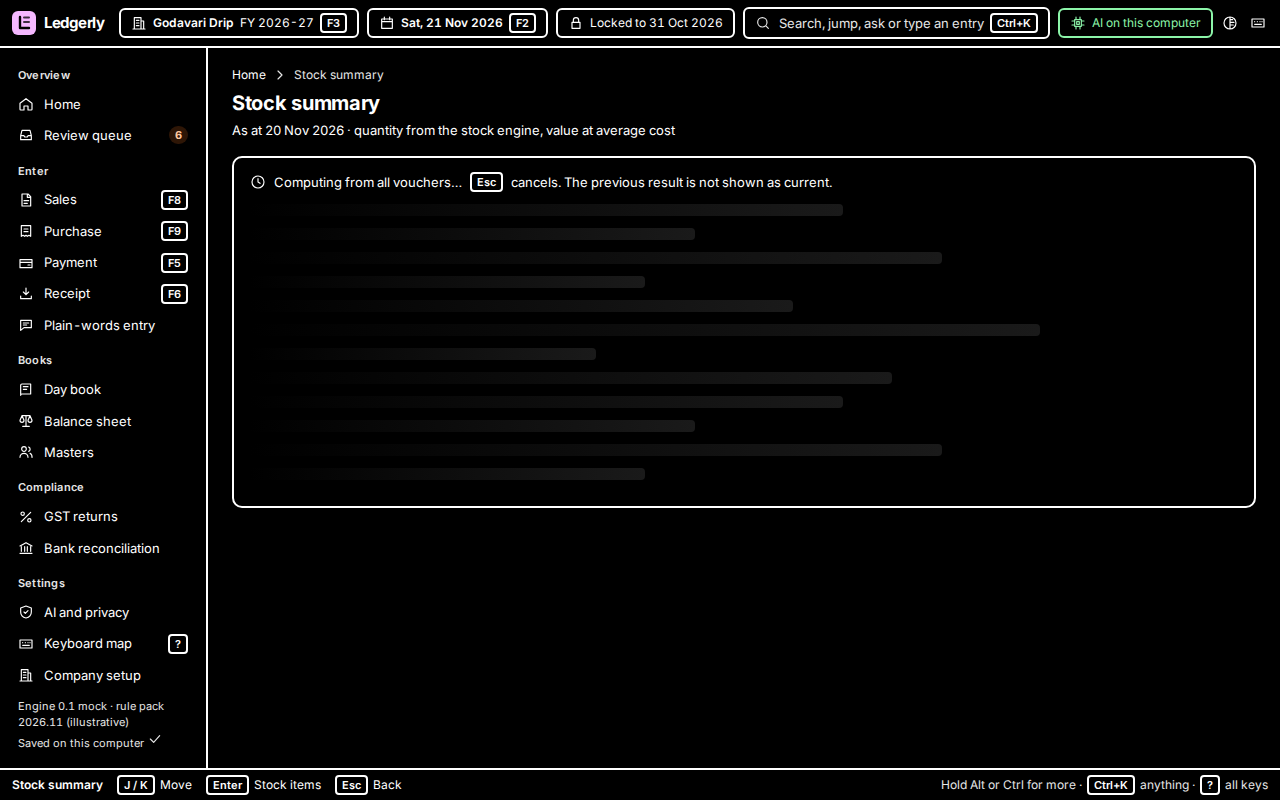 Ledgerly
Godavari Drip FY 2026-27 F3
Sat, 21 Nov 2026 F2
Locked to 31 Oct 2026
Search, jump, ask or type an entry Ctrl+K
AI on this computer
Overview
Home
Review queue 6
Enter
Sales F8
Purchase F9
Payment F5
Receipt F6
Plain-words entry
Books
Day book
Balance sheet
Masters
Compliance
GST returns
Bank reconciliation
Settings
AI and privacy
Keyboard map ?
Company setup
Engine 0.1 mock · rule pack
2026.11 (illustrative)
Saved on this computer
Home Stock summary
Stock summary
As at 20 Nov 2026 · quantity from the stock engine, value at average cost
Computing from all vouchers… Esc cancels. The previous result is not shown as current.
Stock summary J / K Move Enter Stock items Esc Back
Hold Alt or Ctrl for more · Ctrl+K anything · ? all keys